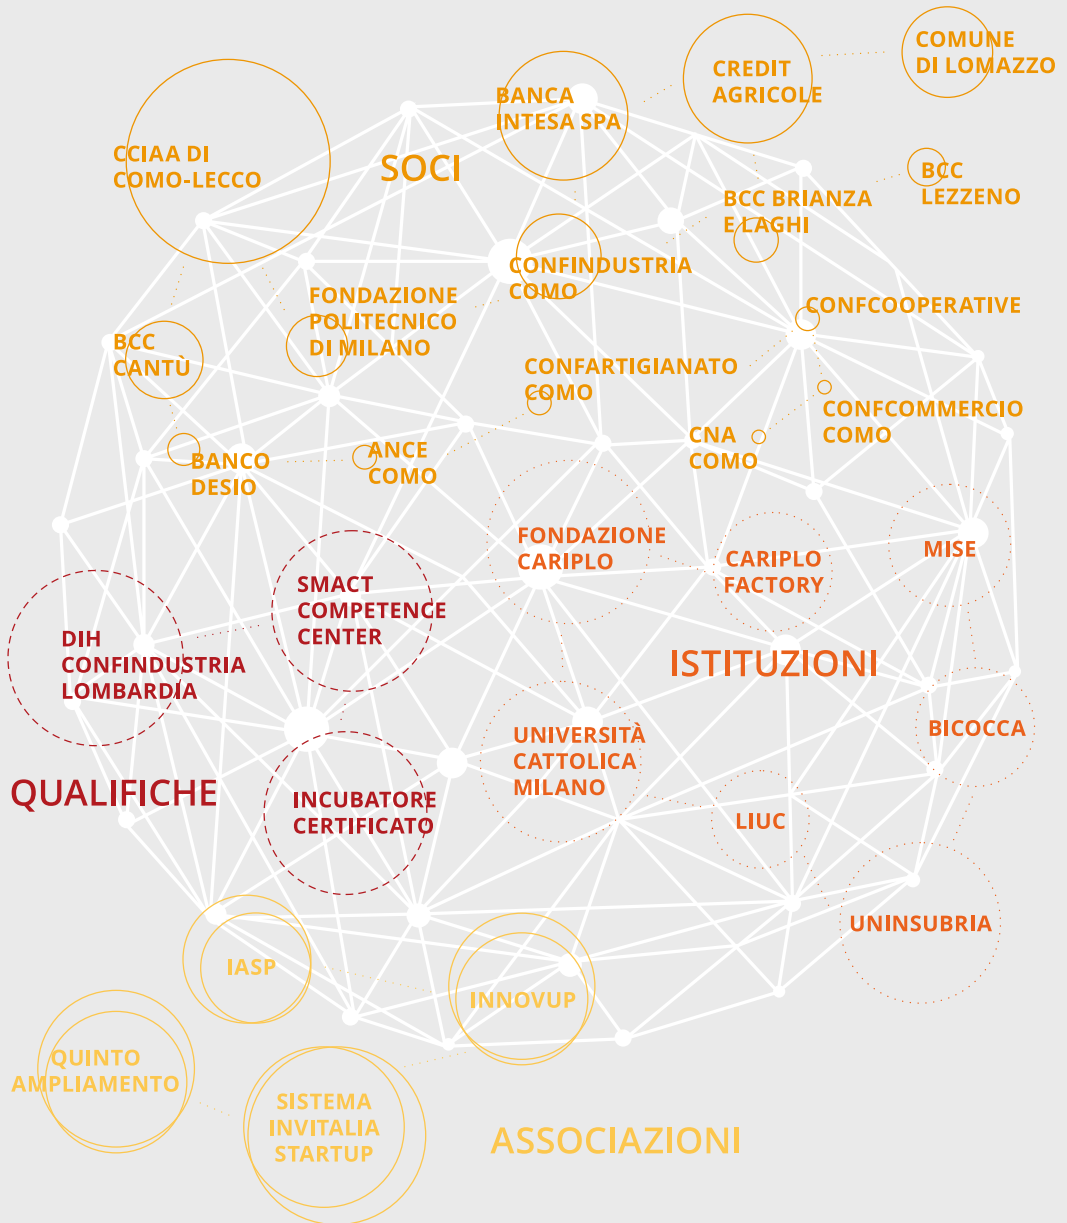 COMUNE
DI LOMAZZO
CREDIT
AGRICOLE
BANCA
INTESA SPA
CCIAA DI
COMO-LECCO
SOCI
BCC
LEZZENO
BCC BRIANZA
E LAGHI
CONFINDUSTRIA
COMO
FONDAZIONE
POLITECNICO
DI MILANO
CONFCOOPERATIVE
BCC
CANTÙ
CONFARTIGIANATO
COMO
CONFCOMMERCIO
COMO
CNA
COMO
ANCE
COMO
BANCO
DESIO
FONDAZIONE
CARIPLO
CARIPLO
FACTORY
MISE
SMACT
COMPETENCE
CENTER
DIH
CONFINDUSTRIA
LOMBARDIA
ISTITUZIONI
BICOCCA
UNIVERSITÀ
CATTOLICA
MILANO
QUALIFICHE
INCUBATORE
CERTIFICATO
LIUC
UNINSUBRIA
IASP
INNOVUP
QUINTO
AMPLIAMENTO
SISTEMA
INVITALIA
STARTUP
ASSOCIAZIONI